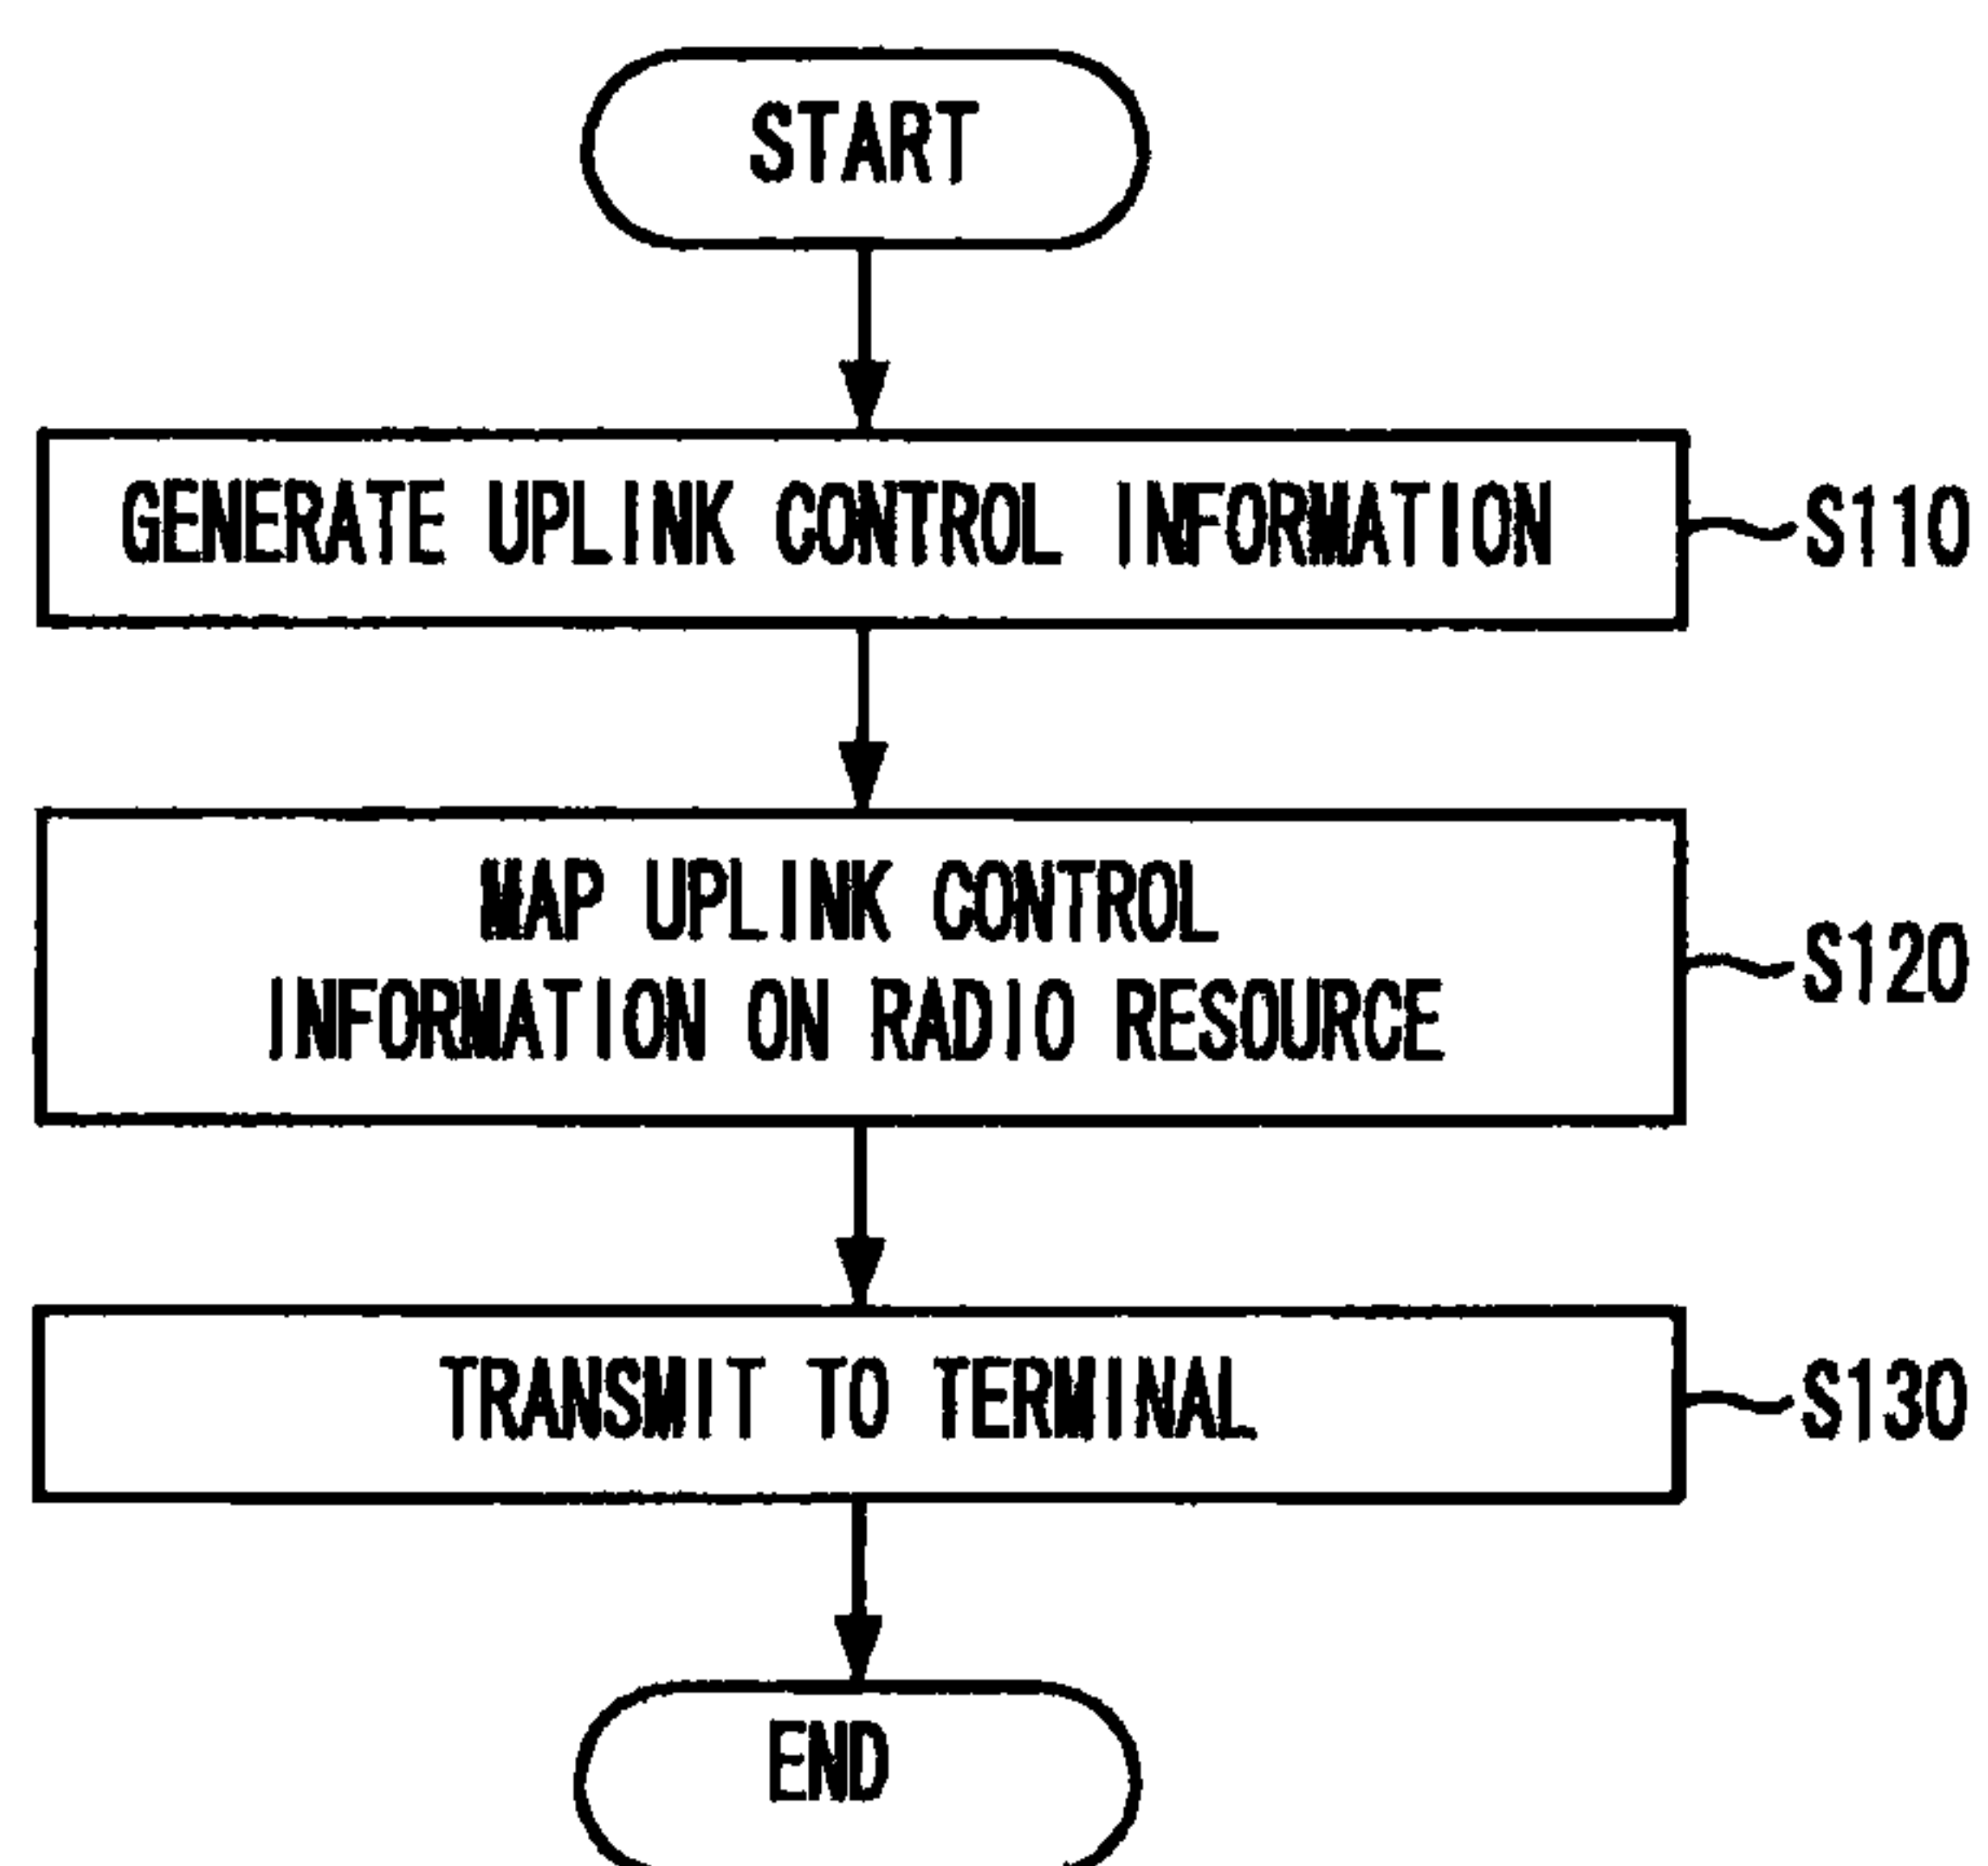 START
GENERATE UPLINK CONTROL INFORMATION
S110
MAP UPLINK CONTROL
INFORMATION ON RADIO RESOURCE
S120
TRANSMIT TO TERMINAL
S130
END